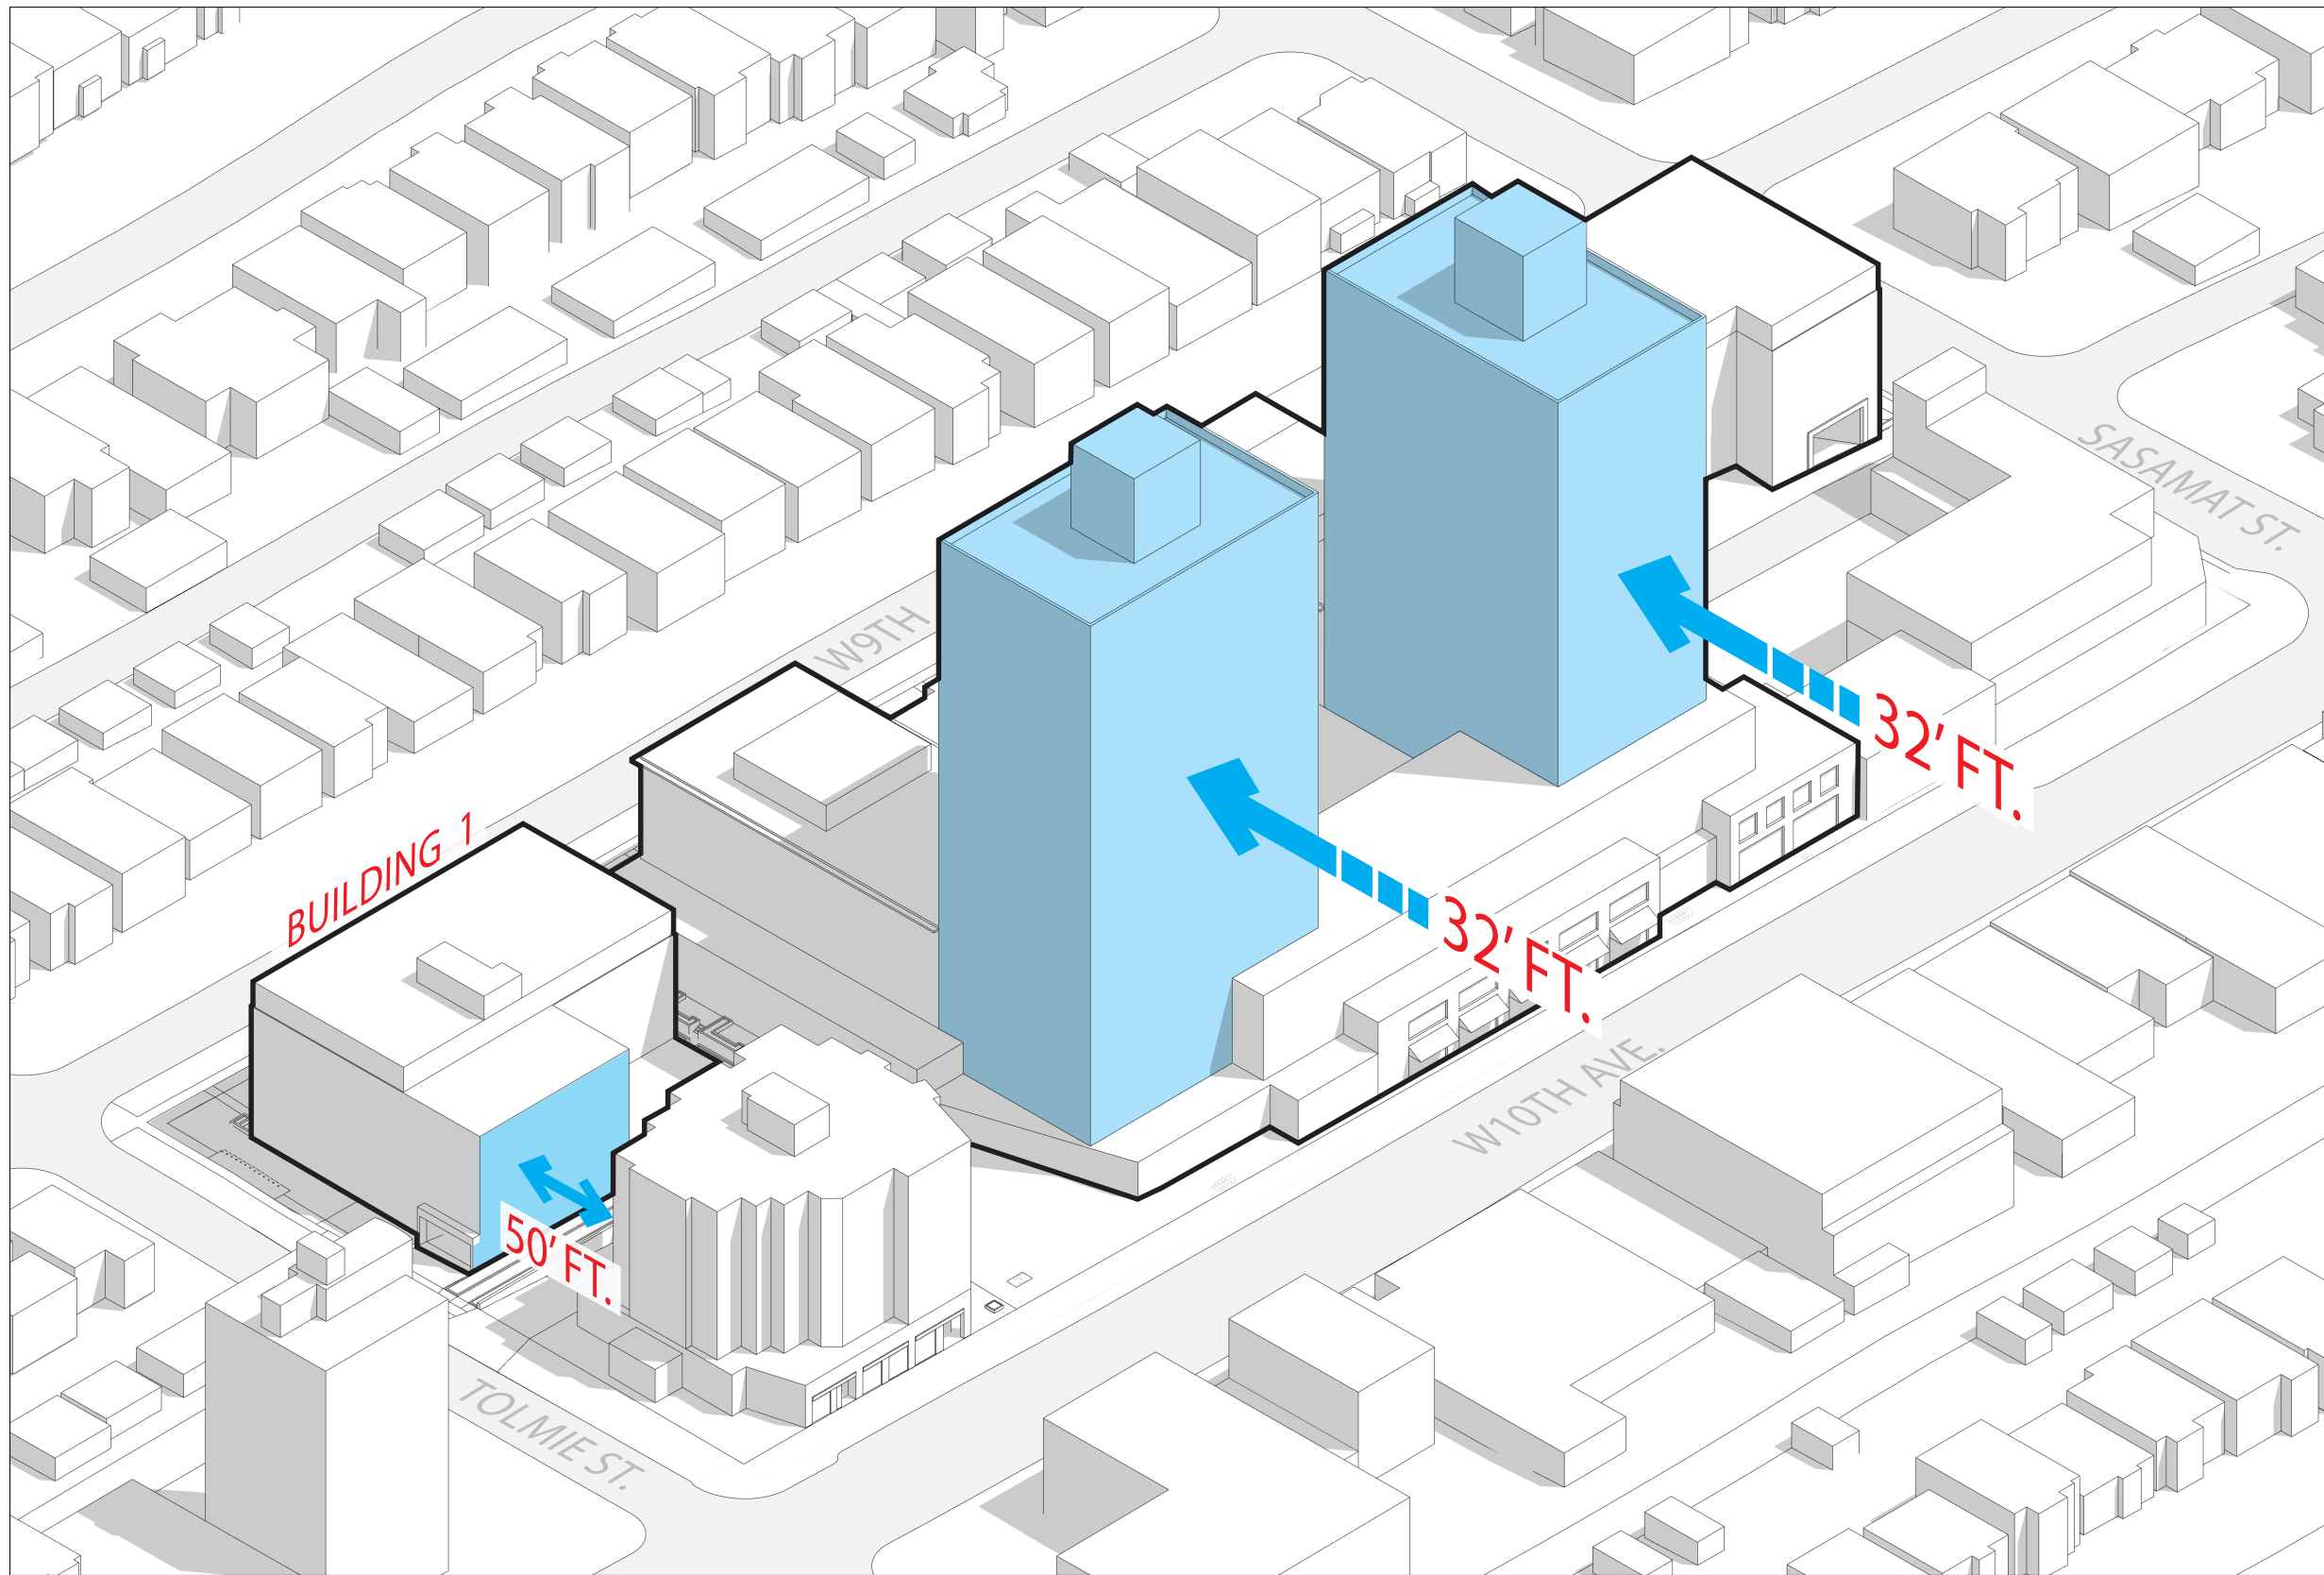 SASAMAT ST.
W9TH
32' FT.
BUILDING 1
32' FT.
W10TH AVE.
50' FT.
TOLMIE ST.